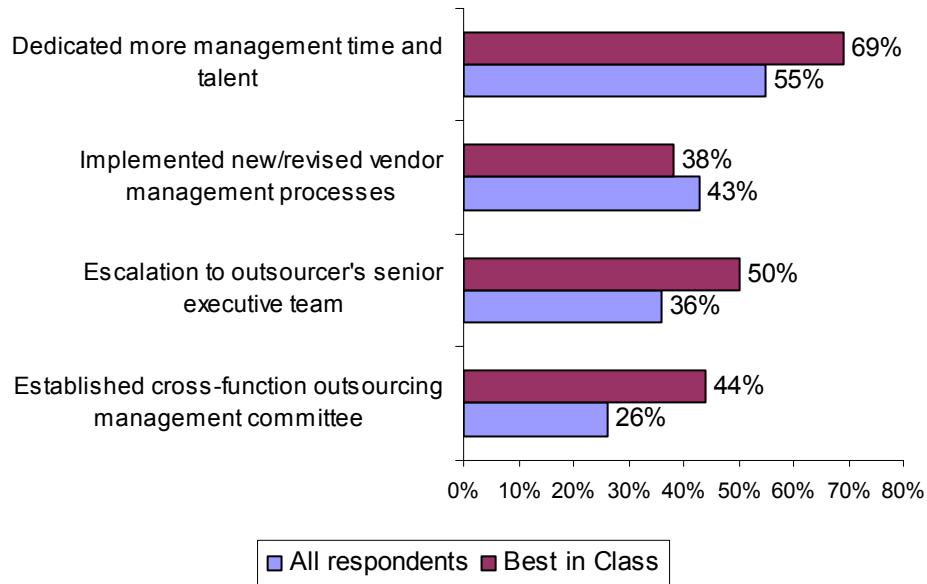 Dedicated more management time and
talent
69%
55%
Implemented new/revised vendor
management processes
38%
43%
Escalation to outsourcer's senior
executive team
50%
36%
Established cross-function outsourcing
management committee
44%
26%
0% 10% 20% 30% 40% 50% 60% 70% 80%
All respondents Best in Class